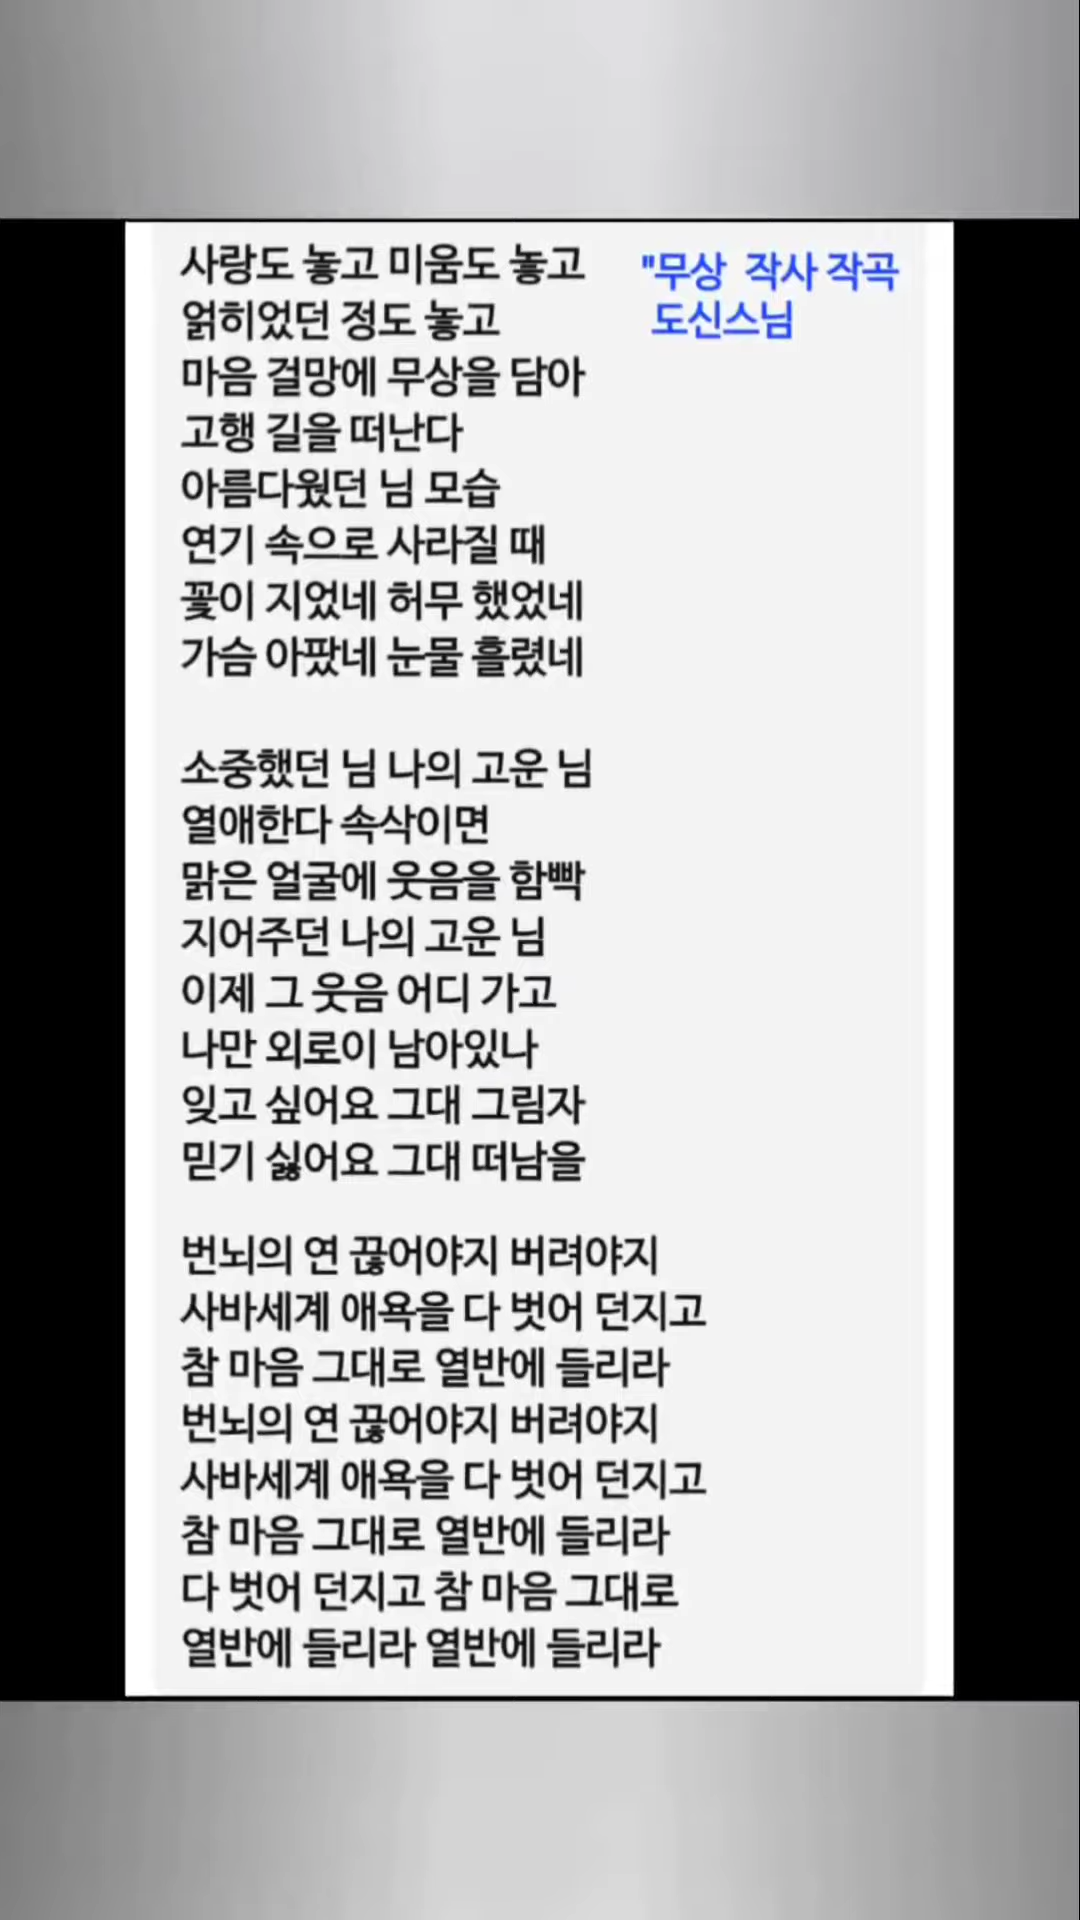 사랑도 놓고 미움도 놓고
얽히었던 정도 놓고
마음 걸망에 무상을 담아
고행 길을 떠난다
아름다웠던 님 모습
연기 속으로 사라질 때
꽃이 지었네 허무 했었네
가슴 아팠네 눈물 흘렸네
"무상 작사 작곡
도신스님
소중했던 님 나의 고운 님
열애한다 속삭이면
맑은 얼굴에 웃음을 함빡
지어주던 나의 고운 님
이제 그 웃음 어디 가고
나만 외로이 남아있나
잊고 싶어요 그대 그림자
믿기 싫어요 그대 떠남을
번뇌의 연 끊어야지 버려야지
사바세계 애욕을 다 벗어 던지고
참 마음 그대로 열반에 들리라
번뇌의 연 끊어야지 버려야지
사바세계 애욕을 다 벗어 던지고
참 마음 그대로 열반에 들리라
다 벗어 던지고 참 마음 그대로
열반에 들리라 열반에 들리라